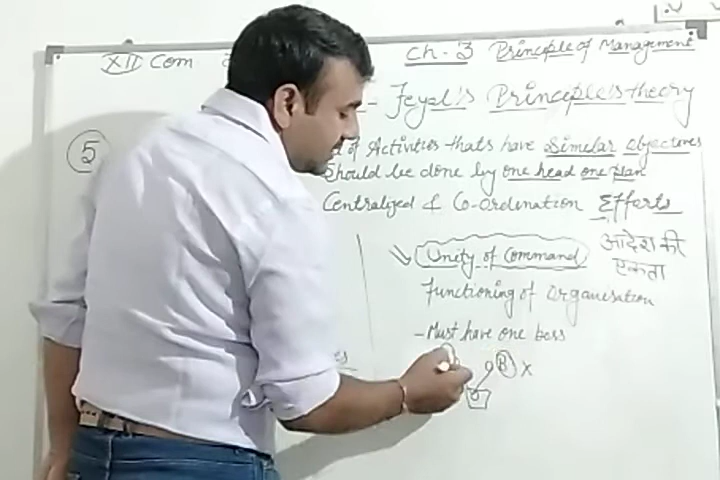 XII Com
Ch-3 Principle of Management
Feyol's Principle's theory
5
of Activities thats have Similar objectives
Should be done by one head one plan
Centralized & Co-Ordination Efforts
Unity of Command
आदेश की
एकता
Functioning of Organisation
- Must have one boss
B X